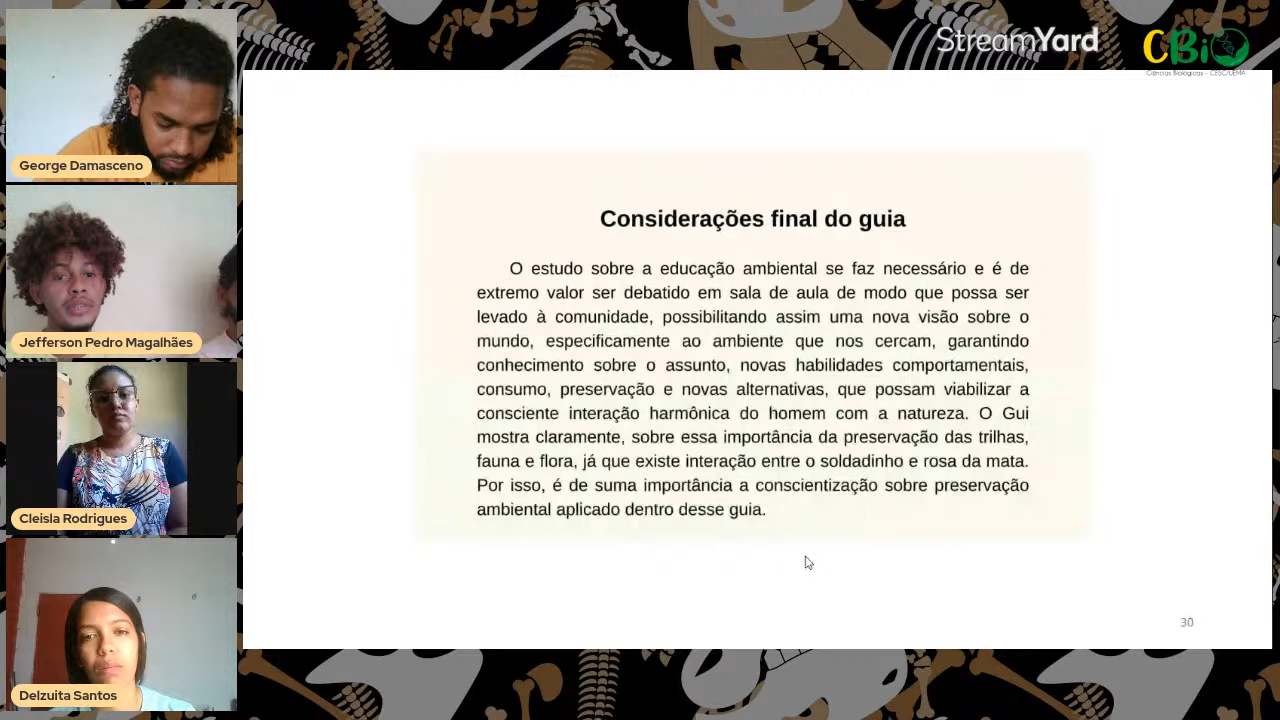 StreamYard
CBiO
Ciências Biológicas - CESC/UEMA
George Damasceno
Jefferson Pedro Magalhães
Cleisla Rodrigues
Delzuita Santos
Considerações final do guia
O estudo sobre a educação ambiental se faz necessário e é de
extremo valor ser debatido em sala de aula de modo que possa ser
levado à comunidade, possibilitando assim uma nova visão sobre o
mundo, especificamente ao ambiente que nos cercam, garantindo
conhecimento sobre o assunto, novas habilidades comportamentais,
consumo, preservação e novas alternativas, que possam viabilizar a
consciente interação harmônica do homem com a natureza. O Gui
mostra claramente, sobre essa importância da preservação das trilhas,
fauna e flora, já que existe interação entre o soldadinho e rosa da mata.
Por isso, é de suma importância a conscientização sobre preservação
ambiental aplicado dentro desse guia.
30